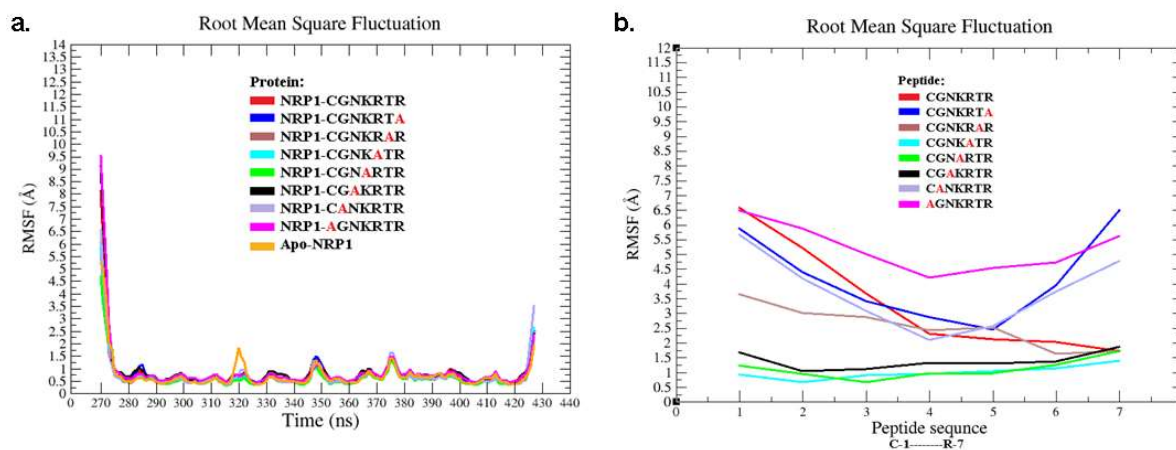 a.
Root Mean Square Fluctuation
14
13.5
13
12.5
12
11.5
11
10.5
10
9.5
9
8.5
8
7.5
7
6.5
6
5.5
5
4.5
4
3.5
3
2.5
2
1.5
1
0.5
0
RMSF (Å)
Protein:
NRP1-CGNKRTR
NRP1-CGNKRTA
NRP1-CGNKRAR
NRP1-CGNKATR
NRP1-CGNARTR
NRP1-CGAKRTR
NRP1-CANKRTR
NRP1-AGNKRTR
Apo-NRP1
270 280 290 300 310 320 330 340 350 360 370 380 390 400 410 420 430 440
Time (ns)
b.
Root Mean Square Fluctuation
12
11.5
11
10.5
10
9.5
9
8.5
8
7.5
7
6.5
6
5.5
5
4.5
4
3.5
3
2.5
2
1.5
1
0.5
0
RMSF (Å)
Peptide:
CGNKRTR
CGNKRTA
CGNKRAR
CGNKATR
CGNARTR
CGAKRTR
CANKRTR
AGNKRTR
0 1 2 3 4 5 6 7
Peptide sequnce
C-1--------R-7